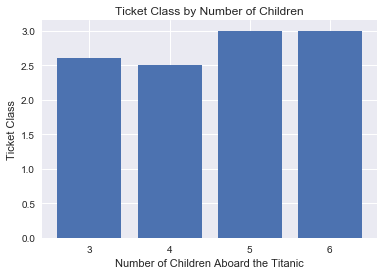 Ticket Class by Number of Children
3.0
2.5
2.0
1.5
1.0
0.5
0.0
Ticket Class
3 4 5 6
Number of Children Aboard the Titanic